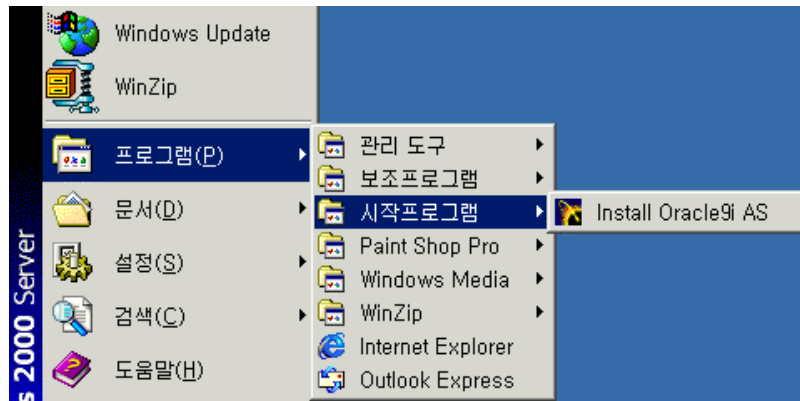 Windows Update
WinZip
프로그램(P)
문서(D)
설정(S)
검색(C)
도움말(H)
관리 도구
보조프로그램
시작프로그램
Paint Shop Pro
Windows Media
WinZip
Internet Explorer
Outlook Express
Install Oracle9i AS
s 2000 Server